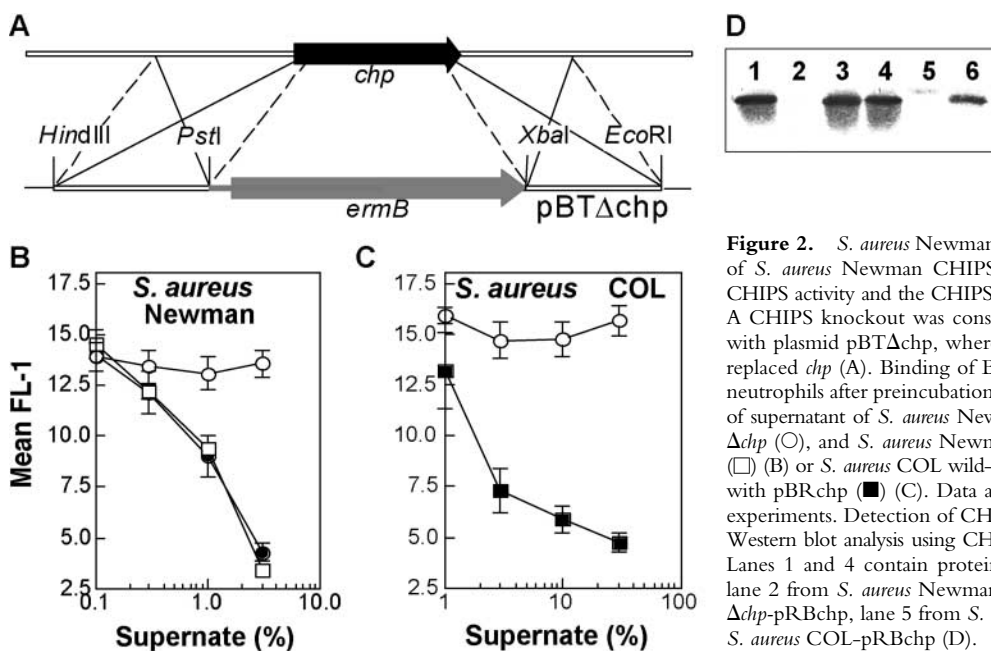 A
chp
HindIII PstI XbaI EcoRI
ermB
pBTΔchp
B
17.5
15.0
12.5
10.0
7.5
5.0
2.5
0.1 1.0 10.0
Mean FL-1
Supernate (%)
S. aureus
Newman
C
17.5
15.0
12.5
10.0
7.5
5.0
2.5
1 10 100
Supernate (%)
S. aureus COL
D
1 2 3 4 5 6
Figure 2. S. aureus Newman
of S. aureus Newman CHIPS
CHIPS activity and the CHIPS
A CHIPS knockout was cons
with plasmid pBTΔchp, wher
replaced chp (A). Binding of B
neutrophils after preincubation
of supernatant of S. aureus New
Δchp (○), and S. aureus Newm
(□) (B) or S. aureus COL wild–
with pBRchp (■) (C). Data a
experiments. Detection of CH
Western blot analysis using CH
Lanes 1 and 4 contain protein
lane 2 from S. aureus Newman
Δchp-pRBchp, lane 5 from S.
S. aureus COL-pRBchp (D).